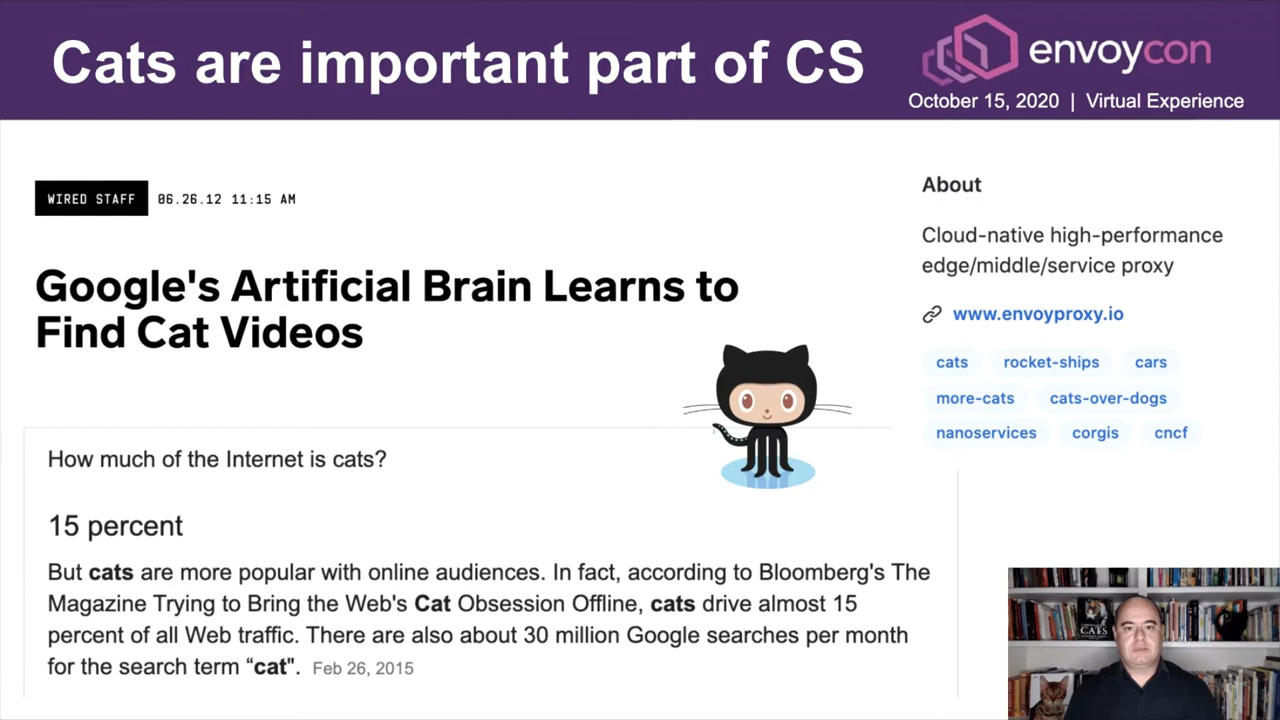 Cats are important part of CS
envoycon
October 15, 2020 | Virtual Experience
WIRED STAFF 06.26.12 11:15 AM
Google's Artificial Brain Learns to
Find Cat Videos
How much of the Internet is cats?
15 percent
But cats are more popular with online audiences. In fact, according to Bloomberg's The
Magazine Trying to Bring the Web's Cat Obsession Offline, cats drive almost 15
percent of all Web traffic. There are also about 30 million Google searches per month
for the search term “cat". Feb 26, 2015
About
Cloud-native high-performance
edge/middle/service proxy
www.envoyproxy.io
cats rocket-ships cars
more-cats cats-over-dogs
nanoservices corgis cncf
CATS